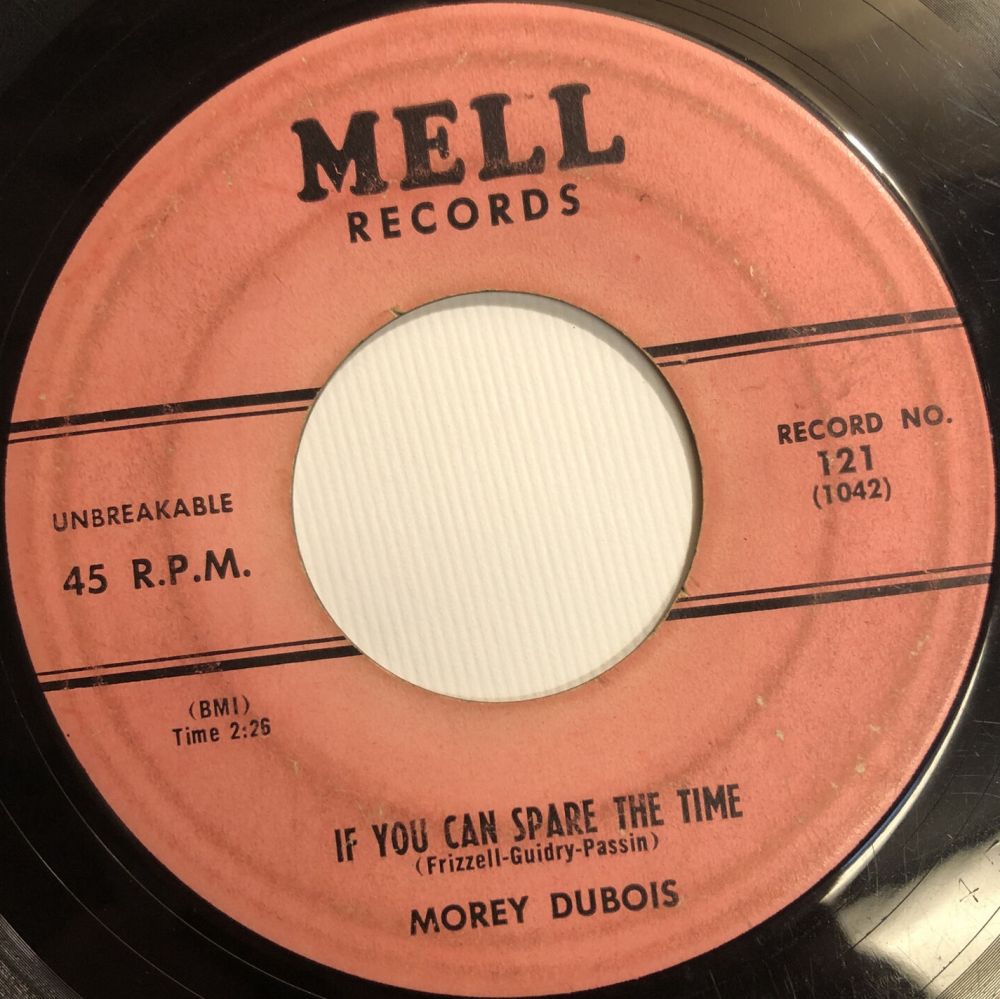 MELL
RECORDS
RECORD NO.
121
(1042)
UNBREAKABLE
45 R.P.M.
(BMI)
Time 2:26
IF YOU CAN SPARE THE TIME
(Frizzell-Guidry-Passin)
MOREY DUBOIS